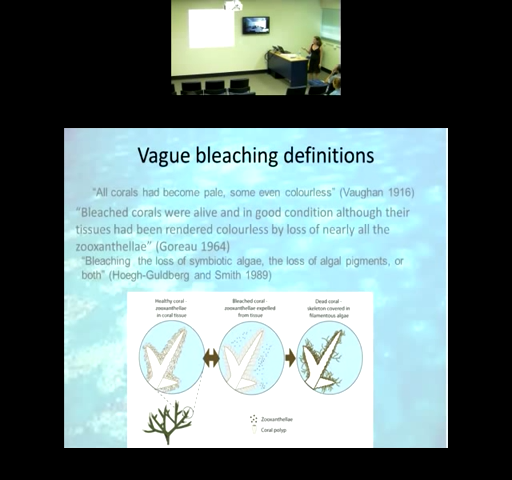 Vague bleaching definitions
“All corals had become pale, some even colourless” (Vaughan 1916)
“Bleached corals were alive and in good condition although their
tissues had been rendered colourless by loss of nearly all the
zooxanthellae” (Goreau 1964)
“Bleaching the loss of symbiotic algae, the loss of algal pigments, or
both” (Hoegh-Guldberg and Smith 1989)
Healthy coral
zooxanthellae
in coral tissue
Bleached coral
zooxanthellae expelled
from tissue
Dead coral
skeleton covered in
filamentous algae
Zooxanthellae
Coral polyp